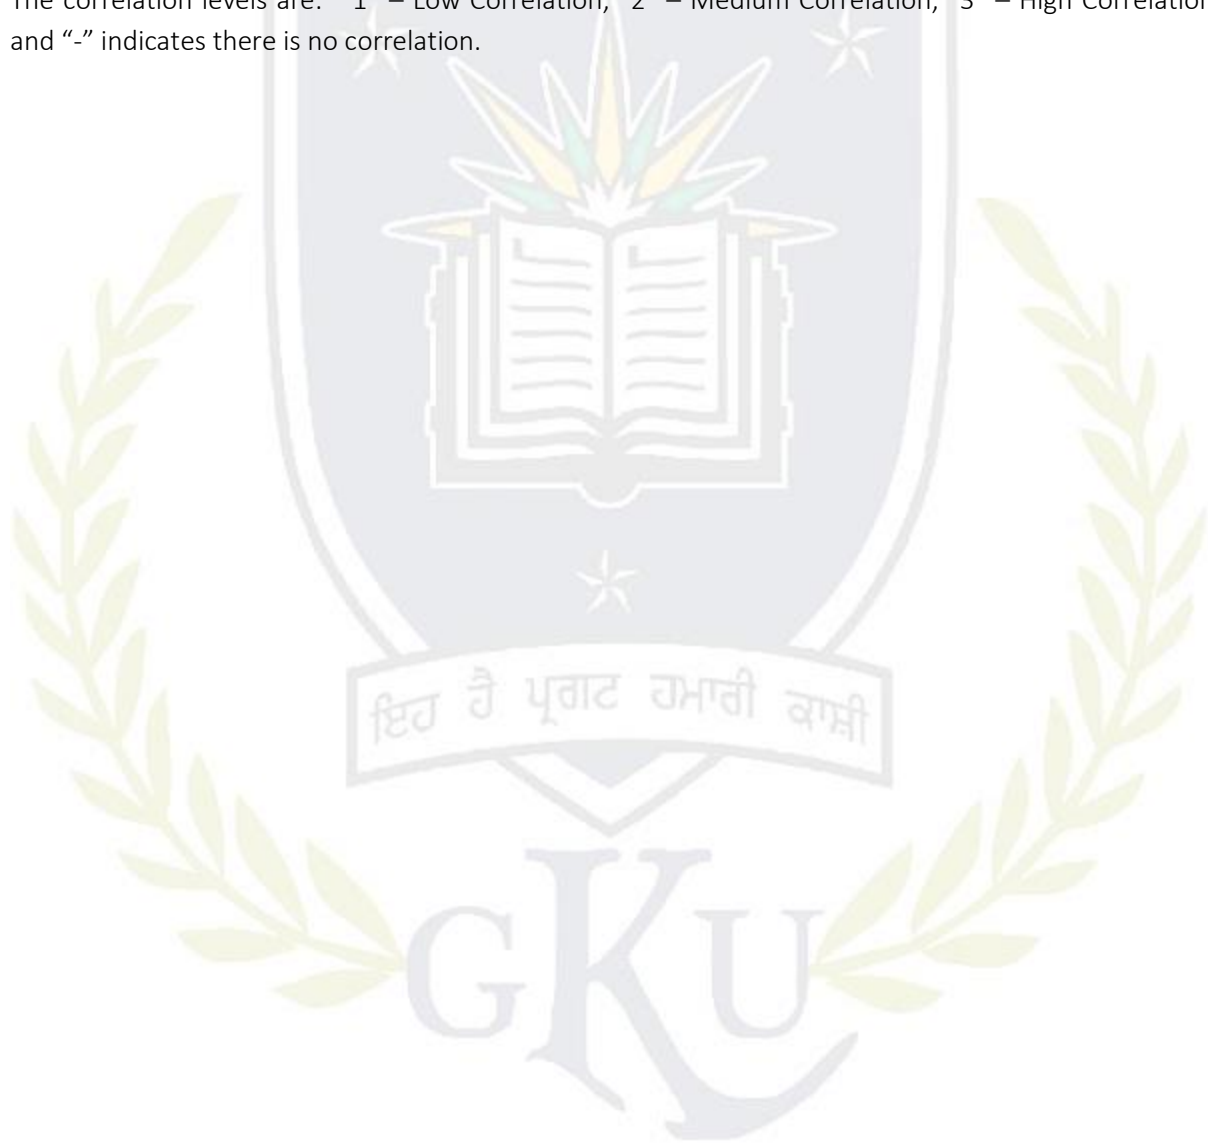 The correlation levels are: "1" – Low Correlation, "2" – Medium Correlation, "3" – High Correlation
and “-” indicates there is no correlation.
ਇਹ ਹੈ ਪ੍ਰਗਟ ਹਮਾਰੀ ਕਾਸ਼ੀ
GKU